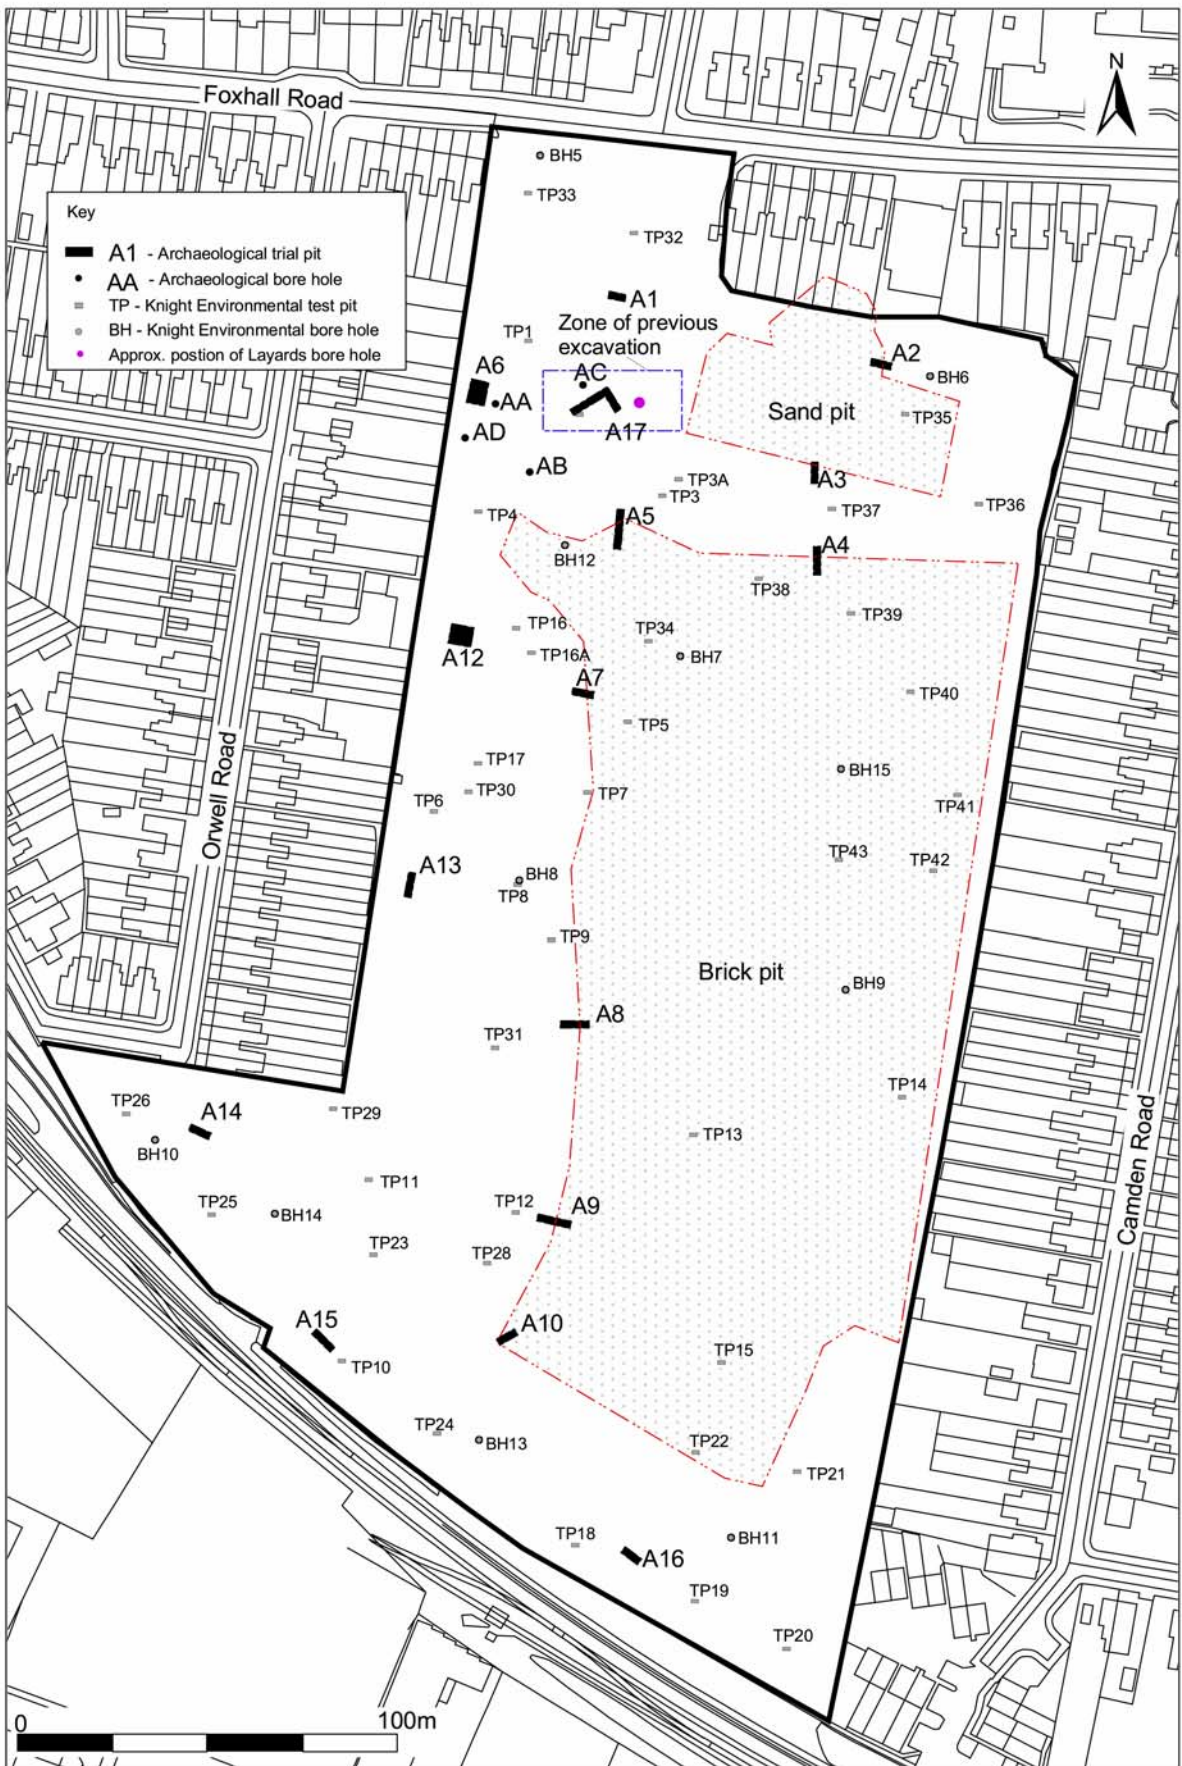 N
Foxhall Road
BH5
TP33
TP32
Key
A1 - Archaeological trial pit
AA - Archaeological bore hole
TP - Knight Environmental test pit
BH - Knight Environmental bore hole
Approx. postion of Layards bore hole
A1
Zone of previous
excavation
TP1
A6
AC
A2
BH6
AA
Sand pit
TP35
AD
A17
AB
TP3A
A3
TP3
TP36
TP4
A5
TP37
A4
BH12
TP38
TP39
TP16
TP34
A12
TP16A
BH7
A7
TP40
TP5
TP17
BH15
TP30
TP7
TP41
TP6
Orwell Road
TP43
TP42
A13
BH8
TP8
TP9
Brick pit
BH9
A8
TP31
TP14
TP26
A14
TP29
TP13
BH10
Camden Road
TP11
TP25
BH14
TP12
A9
TP23
TP28
A15
A10
TP10
TP15
TP24
BH13
TP22
TP21
TP18
A16
BH11
TP19
TP20
0
100m